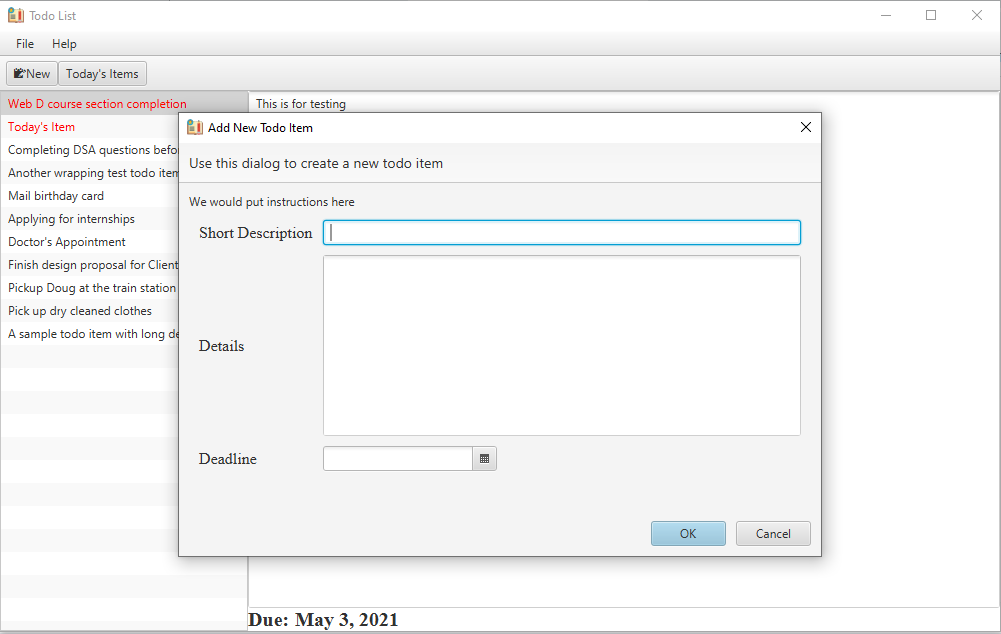 Todo List
File Help
New Today's Items
Web D course section completion
Today's Item
Completing DSA questions befo
Another wrapping test todo item
Mail birthday card
Applying for internships
Doctor's Appointment
Finish design proposal for Client
Pickup Doug at the train station
Pick up dry cleaned clothes
A sample todo item with long de
This is for testing
Add New Todo Item
Use this dialog to create a new todo item
We would put instructions here
Short Description
Details
Deadline
OK Cancel
Due: May 3, 2021